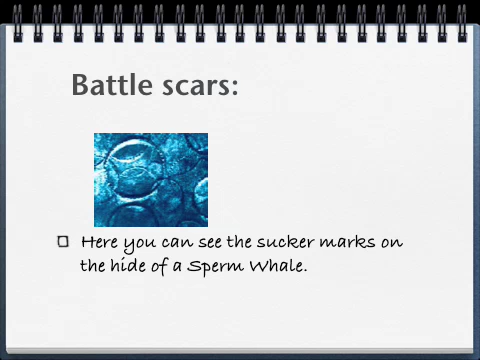 Battle scars:
Here you can see the sucker marks on
the hide of a Sperm Whale.